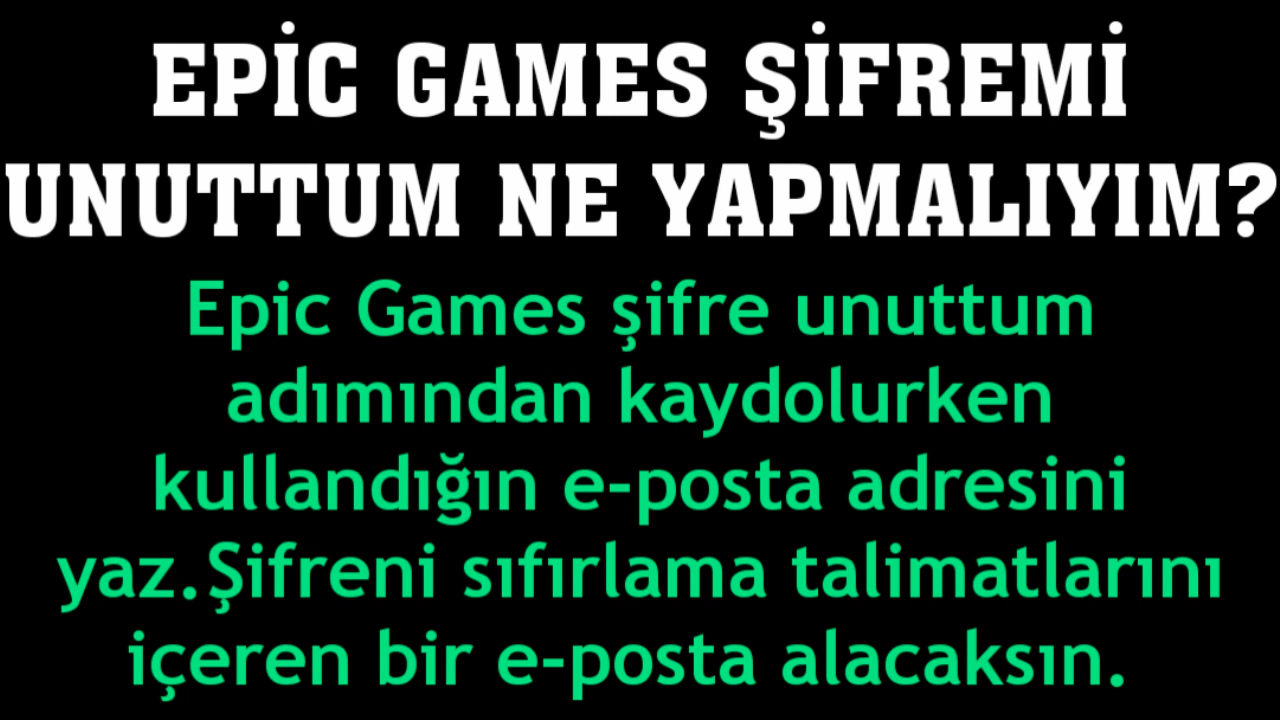 EPİC GAMES ŞİFREMİ
UNUTTUM NE YAPMALIYIM?
Epic Games şifre unuttum
adımından kaydolurken
kullandığın e-posta adresini
yaz.Şifreni sıfırlama talimatlarını
içeren bir e-posta alacaksın.